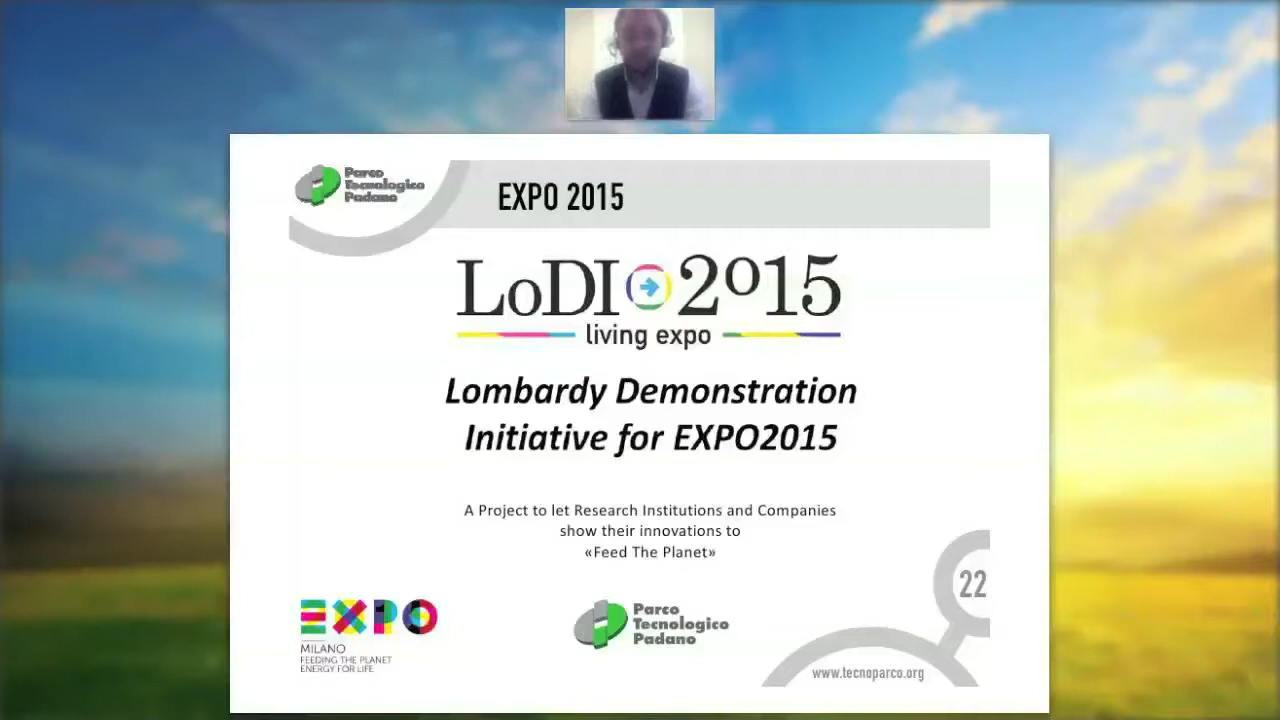 Parco
Tecnologico
Padano
EXPO 2015
LoDI 2015
living expo
Lombardy Demonstration
Initiative for EXPO2015
A Project to let Research Institutions and Companies
show their innovations to
«Feed The Planet»
22
EXPO
MILANO
FEEDING THE PLANET
ENERGY FOR LIFE
Parco
Tecnologico
Padano
www.tecnoparco.org